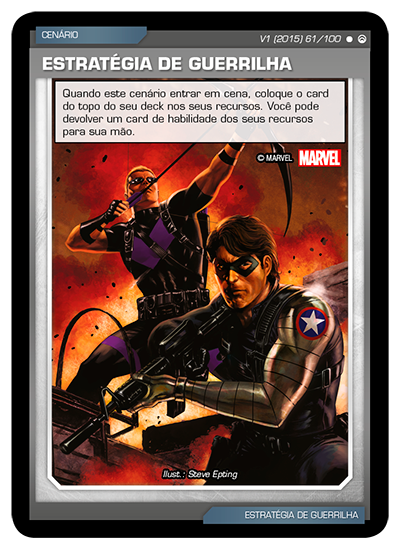 CENÁRIO
V1 (2015) 61/100
ESTRATÉGIA DE GUERRILHA
Quando este cenário entrar em cena, coloque o card
do topo do seu deck nos seus recursos. Você pode
devolver um card de habilidade dos seus recursos
para sua mão.
© MARVEL MARVEL
Ilust.: Steve Epting
ESTRATÉGIA DE GUERRILHA